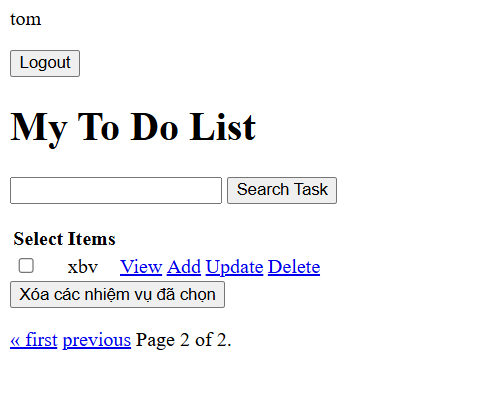 tom
Logout
My To Do List
Search Task
Select Items
xbv View Add Update Delete
Xóa các nhiệm vụ đã chọn
« first previous Page 2 of 2.